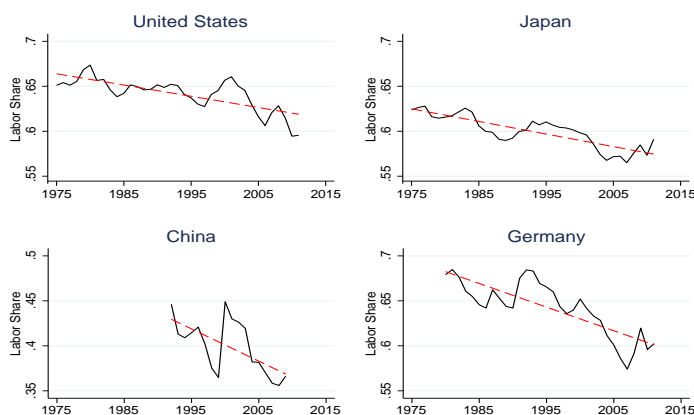 United States
Labor Share
.55 .6 .65 .7
1975 1985 1995 2005 2015
Japan
Labor Share
.55 .6 .65 .7
1975 1985 1995 2005 2015
China
Labor Share
.35 .4 .45 .5
1975 1985 1995 2005 2015
Germany
Labor Share
.55 .6 .65 .7
1975 1985 1995 2005 2015